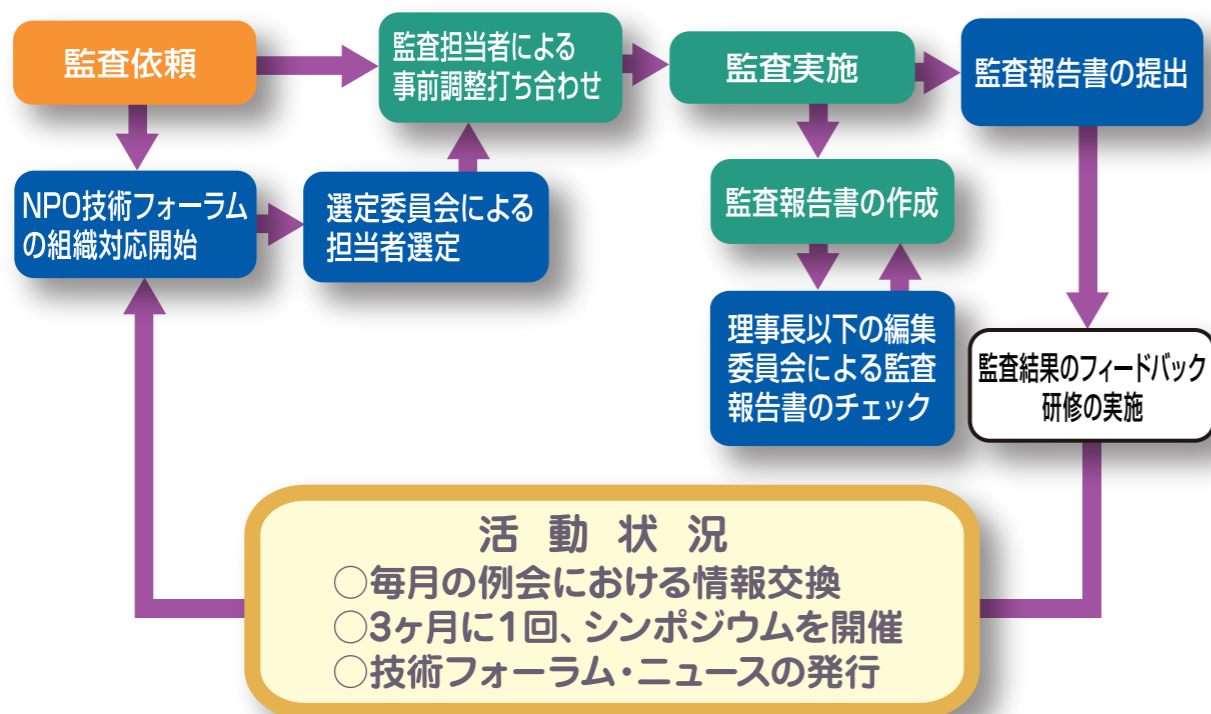 監査依頼
監査担当者による
事前調整打ち合わせ
監査実施
監査報告書の提出
NPO技術フォーラム
の組織対応開始
選定委員会による
担当者選定
監査報告書の作成
理事長以下の編集
委員会による監査
報告書のチェック
監査結果のフィードバック
研修の実施
活動状況
○毎月の例会における情報交換
○3ヶ月に1回、シンポジウムを開催
○技術フォーラム・ニュースの発行